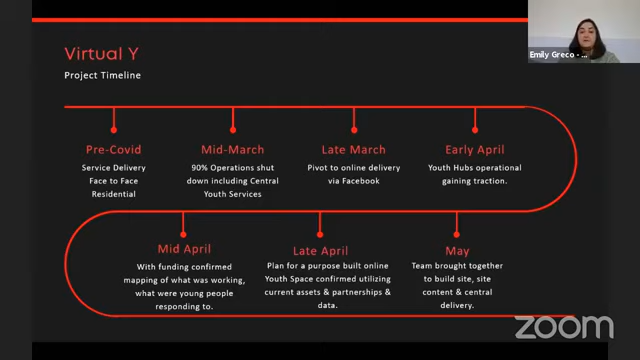 Virtual Y
Project Timeline
Emily Greco - ...
Pre-Covid
Service Delivery
Face to Face
Residential
Mid-March
90% Operations shut
down including Central
Youth Services
Late March
Pivot to online delivery
via Facebook
Early April
Youth Hubs operational
gaining traction.
Mid April
With funding confirmed
mapping of what was working,
what were young people
responding to.
Late April
Plan for a purpose built online
Youth Space confirmed utilizing
current assets & partnerships &
data.
May
Team brought together
to build site, site
content & central
delivery.
zoom